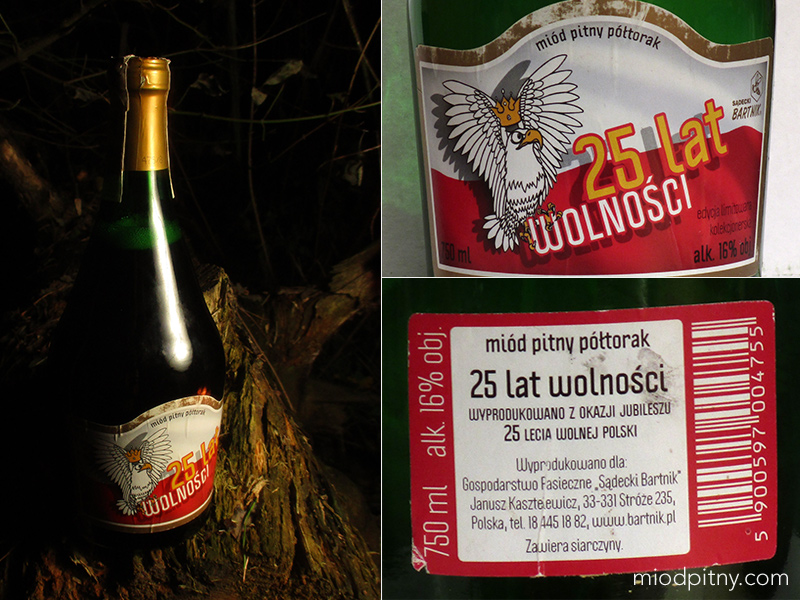 miód pitny półtorak
25 lat
WOLNOŚCI
miód pitny półtorak
SĄDECKI
BARTNIK
25 lat
WOLNOŚCI
edycja limitowana
kolekcjonerska
750 ml
alk. 16% obj.
750 ml alk. 16% obj.
miód pitny półtorak
25 lat wolności
WYPRODUKOWANO Z OKAZJI JUBILESZU
25 LECIA WOLNEJ POLSKI
Wyprodukowano dla:
Gospodarstwo Pasieczne „Sądecki Bartnik”
Janusz Kasztelewicz, 33-331 Stróże 235,
Polska, tel. 18 445 18 82, www.bartnik.pl
Zawiera siarczyny.
5 900597 004755
miodpitny.com